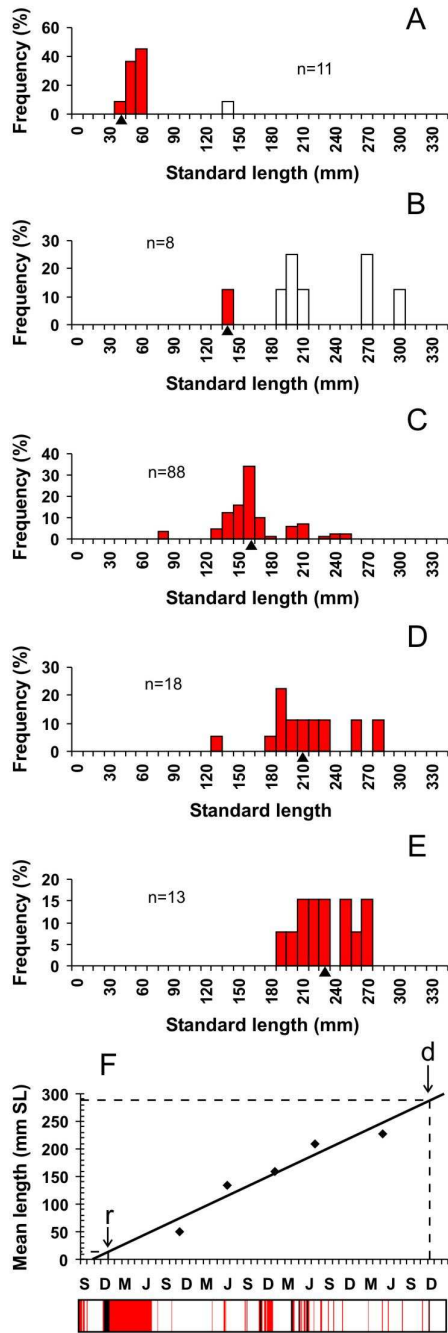 A
Frequency (%)
60
40
20
0
n=11
0 30 60 90 120 150 180 210 240 270 300 330
Standard length (mm)
B
Frequency (%)
30
20
10
0
n=8
0 30 60 90 120 150 180 210 240 270 300 330
Standard length (mm)
C
Frequency (%)
40
30
20
10
0
n=88
0 30 60 90 120 150 180 210 240 270 300 330
Standard length (mm)
D
Frequency (%)
30
20
10
0
n=18
0 30 60 90 120 150 180 210 240 270 300 330
Standard length
E
Frequency (%)
20
15
10
5
0
n=13
0 30 60 90 120 150 180 210 240 270 300 330
Standard length (mm)
F
d
Mean length (mm SL)
300
250
200
150
100
50
0
r
S D M J S D M J S D M J S D